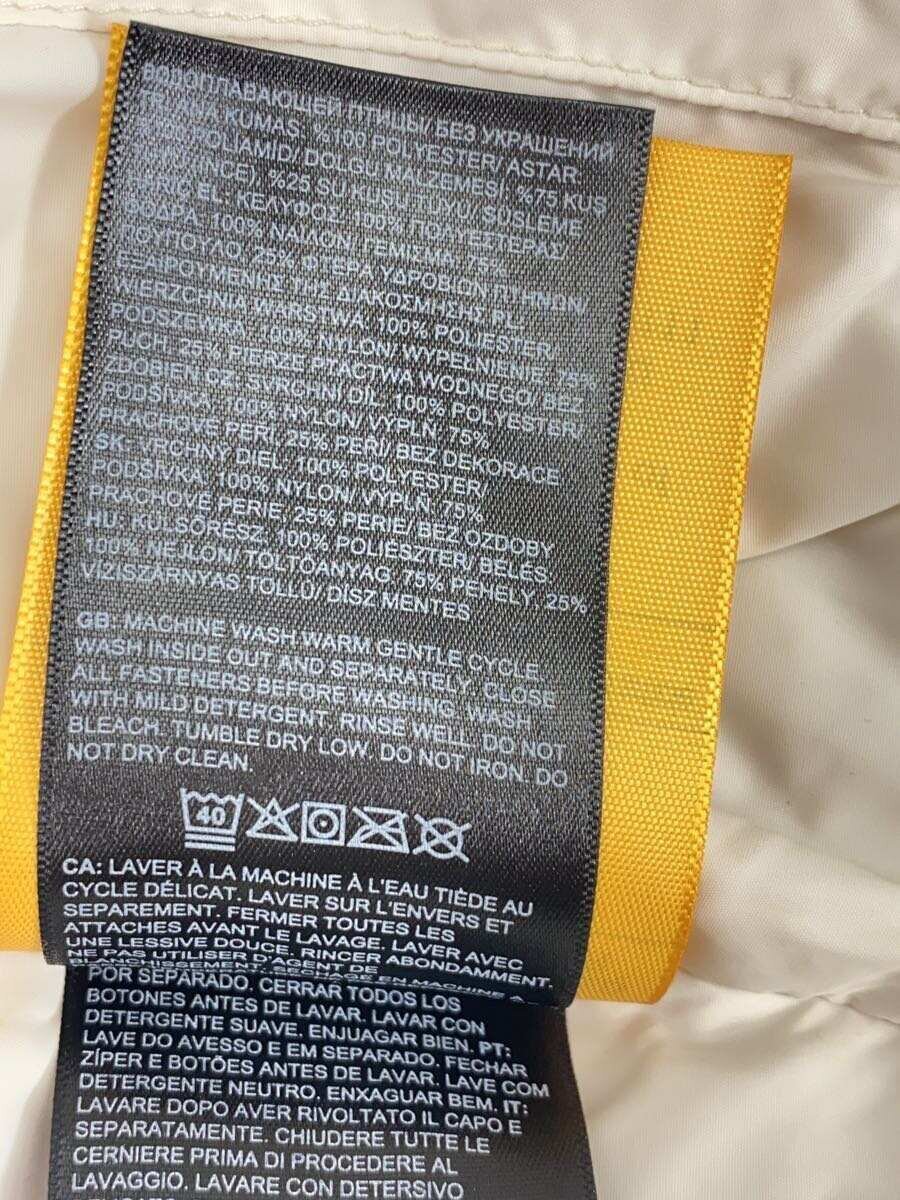 ВОДОПЛАВАЮЩЕЙ ПТИЦЫ/ БЕЗ УКРАШЕНИЙ
KUMAŞ. %100 POLYESTER/ ASTAR.
POLIAMID/ DOLGU MALZEMESİ, %75 KUŞ
%25 SU KUŞU TÜYÜ/ SÜSLEME
EL: ΚΕΛΥΦΟΣ, 100% ΠΟΛΥΕΣΤΕΡΑΣ/
100% ΝΑΙΛΟΝ/ ΓΕΜΙΣΜΑ, 75%
ΠΟΥΠΟΥΛΟ, 25% ΦΤΕΡΑ ΥΔΡΟΒΙΩΝ ΠΤΗΝΩΝ/
ΕΞΑΙΡΟΥΜΕΝΗΣ ΤΗΣ ΔΙΑΚΟΣΜΗΣΗΣ PL:
WIERZCHNIA WARSTWA: 100% POLIESTER/
PODSZEWKA: 100% NYLON/ WYPEŁNIENIE: 75%
PUCH, 25% PIERZE PTACTWA WODNEGO/ BEZ
ZDOBIEŃ CZ: SVRCHNÍ DÍL: 100% POLYESTER/
PODŠÍVKA: 100% NYLON/ VÝPLŇ: 75%
PRACHOVÉ PEŘÍ, 25% PEŘÍ/ BEZ DEKORACE
SK: VRCHNÝ DIEL: 100% POLYESTER/
PODŠÍVKA: 100% NYLON/ VÝPLŇ: 75%
PRACHOVÉ PERIE, 25% PERIE/ BEZ OZDOBY
HU: KÜLSŐRÉSZ: 100% POLIÉSZTER/ BÉLÉS:
100% NEJLON/ TÖLTŐANYAG: 75% PEHELY, 25%
VÍZISZÁRNYAS TOLLÚ/ DÍSZ MENTES
GB: MACHINE WASH WARM GENTLE CYCLE.
WASH INSIDE OUT AND SEPARATELY. CLOSE
ALL FASTENERS BEFORE WASHING. WASH
WITH MILD DETERGENT. RINSE WELL. DO NOT
BLEACH. TUMBLE DRY LOW. DO NOT IRON. DO
NOT DRY CLEAN.
40
CA: LAVER À LA MACHINE À L'EAU TIÈDE AU
CYCLE DÉLICAT. LAVER SUR L'ENVERS ET
SÉPARÉMENT. FERMER TOUTES LES
ATTACHES AVANT LE LAVAGE. LAVER AVEC
UNE LESSIVE DOUCE. RINCER ABONDAMMENT.
NE PAS UTILISER D'AGENT DE
BLANCHISSEMENT. SÉCHAGE EN MACHINE À
POR SEPARADO. CERRAR TODOS LOS
BOTONES ANTES DE LAVAR. LAVAR CON
DETERGENTE SUAVE. ENJUAGAR BIEN. PT:
LAVE DO AVESSO E EM SEPARADO. FECHAR
ZÍPER E BOTÕES ANTES DE LAVAR. LAVE COM
DETERGENTE NEUTRO. ENXAGUAR BEM. IT:
LAVARE DOPO AVER RIVOLTATO IL CAPO E
SEPARATAMENTE. CHIUDERE TUTTE LE
CERNIERE PRIMA DI PROCEDERE AL
LAVAGGIO. LAVARE CON DETERSIVO